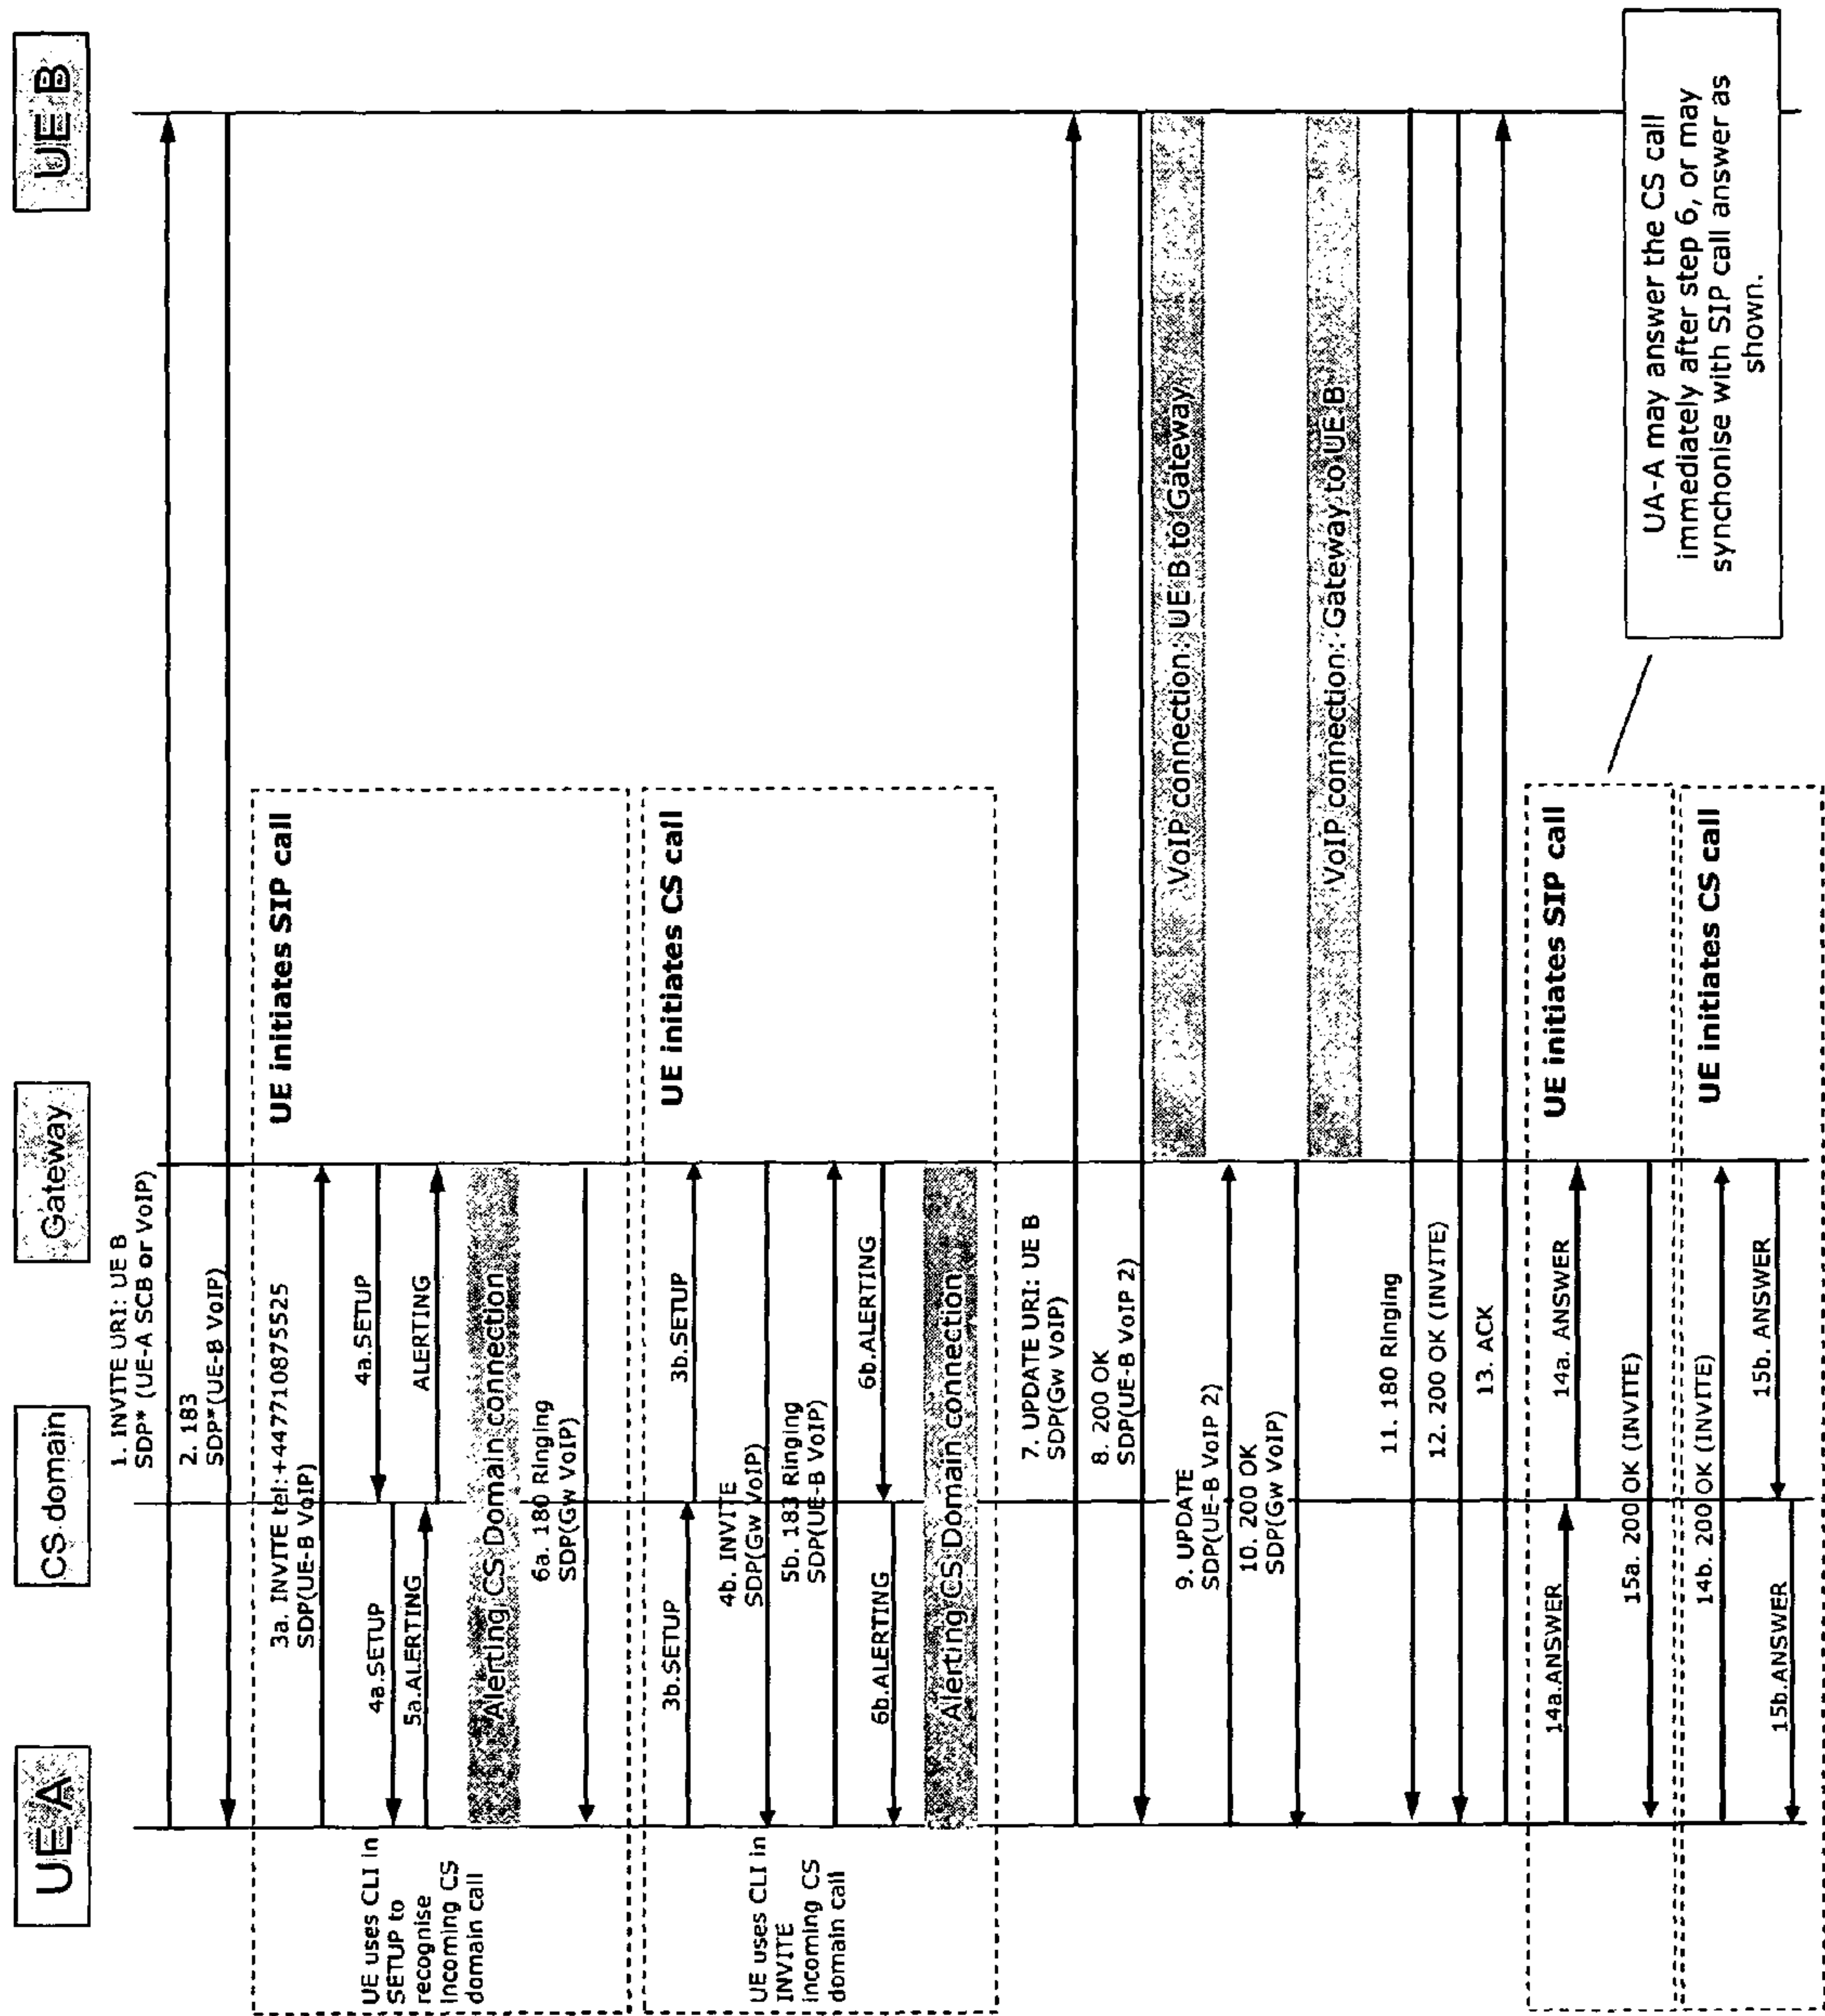 UE A
CS domain
Gateway
UE B
1. INVITE URI: UE B
SDP* (UE-A SCB or VoIP)
2. 183
SDP*(UE-B VoIP)
UE initiates SIP call
3a. INVITE tel:+447710875525
SDP(UE-B VoIP)
4a.SETUP
4a.SETUP
5a.ALERTING
ALERTING
UE uses CLI in
SETUP to
recognise
incoming CS
domain call
Alerting CS Domain connection
6a. 180 Ringing
SDP(Gw VoIP)
UE initiates CS call
3b.SETUP
3b.SETUP
4b. INVITE
SDP(Gw VoIP)
5b. 183 Ringing
SDP(UE-B VoIP)
UE uses CLI in
INVITE
incoming CS
domain call
6b.ALERTING
6b.ALERTING
Alerting CS Domain connection
7. UPDATE URI: UE B
SDP(Gw VoIP)
8. 200 OK
SDP(UE-B VoIP 2)
VoIP connection: UE B to Gateway
9. UPDATE
SDP(UE-B VoIP 2)
10. 200 OK
SDP(Gw VoIP)
VoIP connection: Gateway to UE B
11. 180 Ringing
12. 200 OK (INVITE)
13. ACK
UE initiates SIP call
14a.ANSWER
14a. ANSWER
15a. 200 OK (INVITE)
UE initiates CS call
14b. 200 OK (INVITE)
15b. ANSWER
15b.ANSWER
UA-A may answer the CS call
immediately after step 6, or may
synchonise with SIP call answer as
shown.